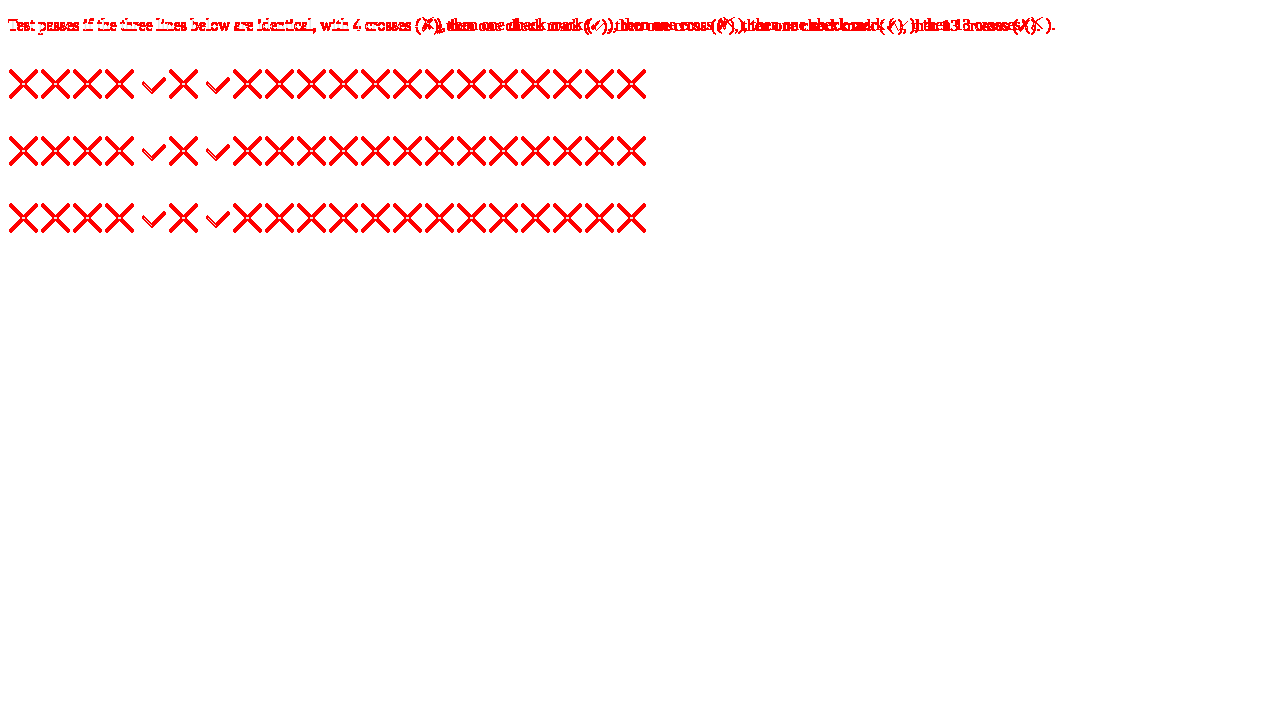 Test passes if the three lines below are identical, with 4 crosses (✗), then one check mark (✓), then one cross (✗), then one check mark (✓), then 13 crosses (✗).
✗✗✗✗✓✗✓✗✗✗✗✗✗✗✗✗✗✗✗✗
✗✗✗✗✓✗✓✗✗✗✗✗✗✗✗✗✗✗✗✗
✗✗✗✗✓✗✓✗✗✗✗✗✗✗✗✗✗✗✗✗